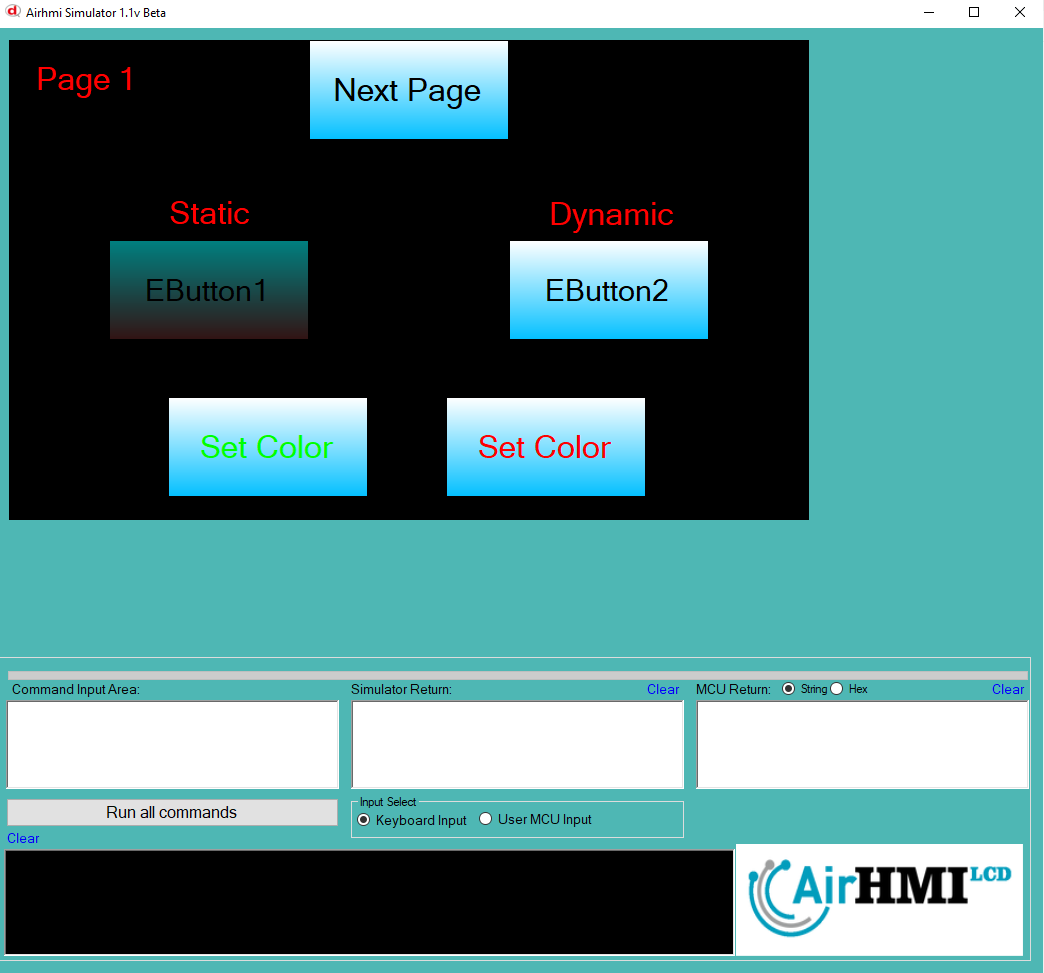 Airhmi Simulator 1.1v Beta
Page 1
Next Page
Static
Dynamic
EButton1
EButton2
Set Color
Set Color
Command Input Area:
Simulator Return:
Clear
MCU Return:
String
Hex
Clear
Run all commands
Input Select
Keyboard Input
User MCU Input
Clear
AirHMI LCD